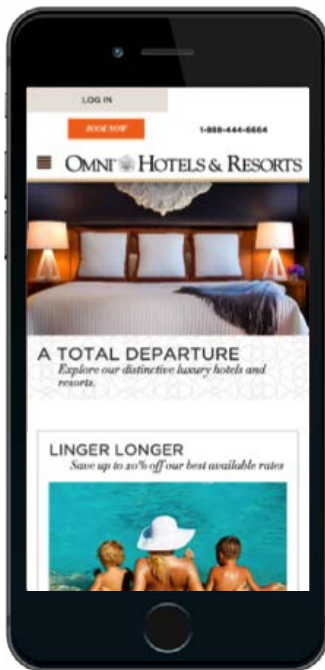 LOG IN
BOOK NOW
1-888-444-6664
OMNI HOTELS & RESORTS
A TOTAL DEPARTURE
Explore our distinctive luxury hotels and
resorts.
LINGER LONGER
Save up to 20% off our best available rates